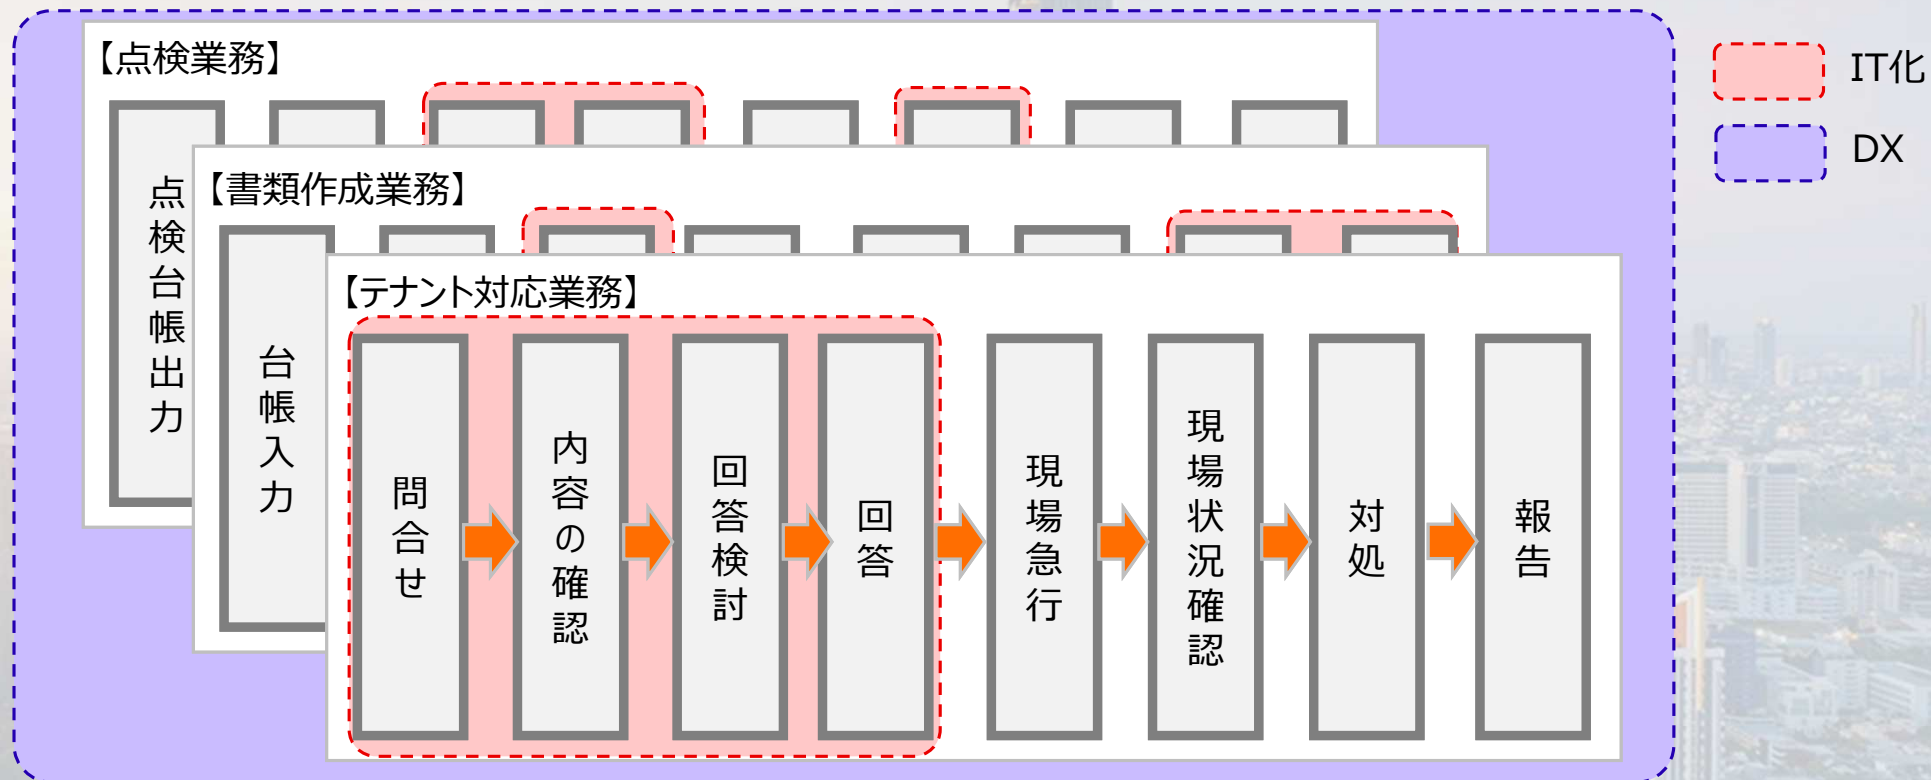 【点検業務】
点検台帳出力
【書類作成業務】
台帳入力
【テナント対応業務】
問合せ
内容の確認
回答検討
回答
現場急行
現場状況確認
対処
報告
IT化
DX